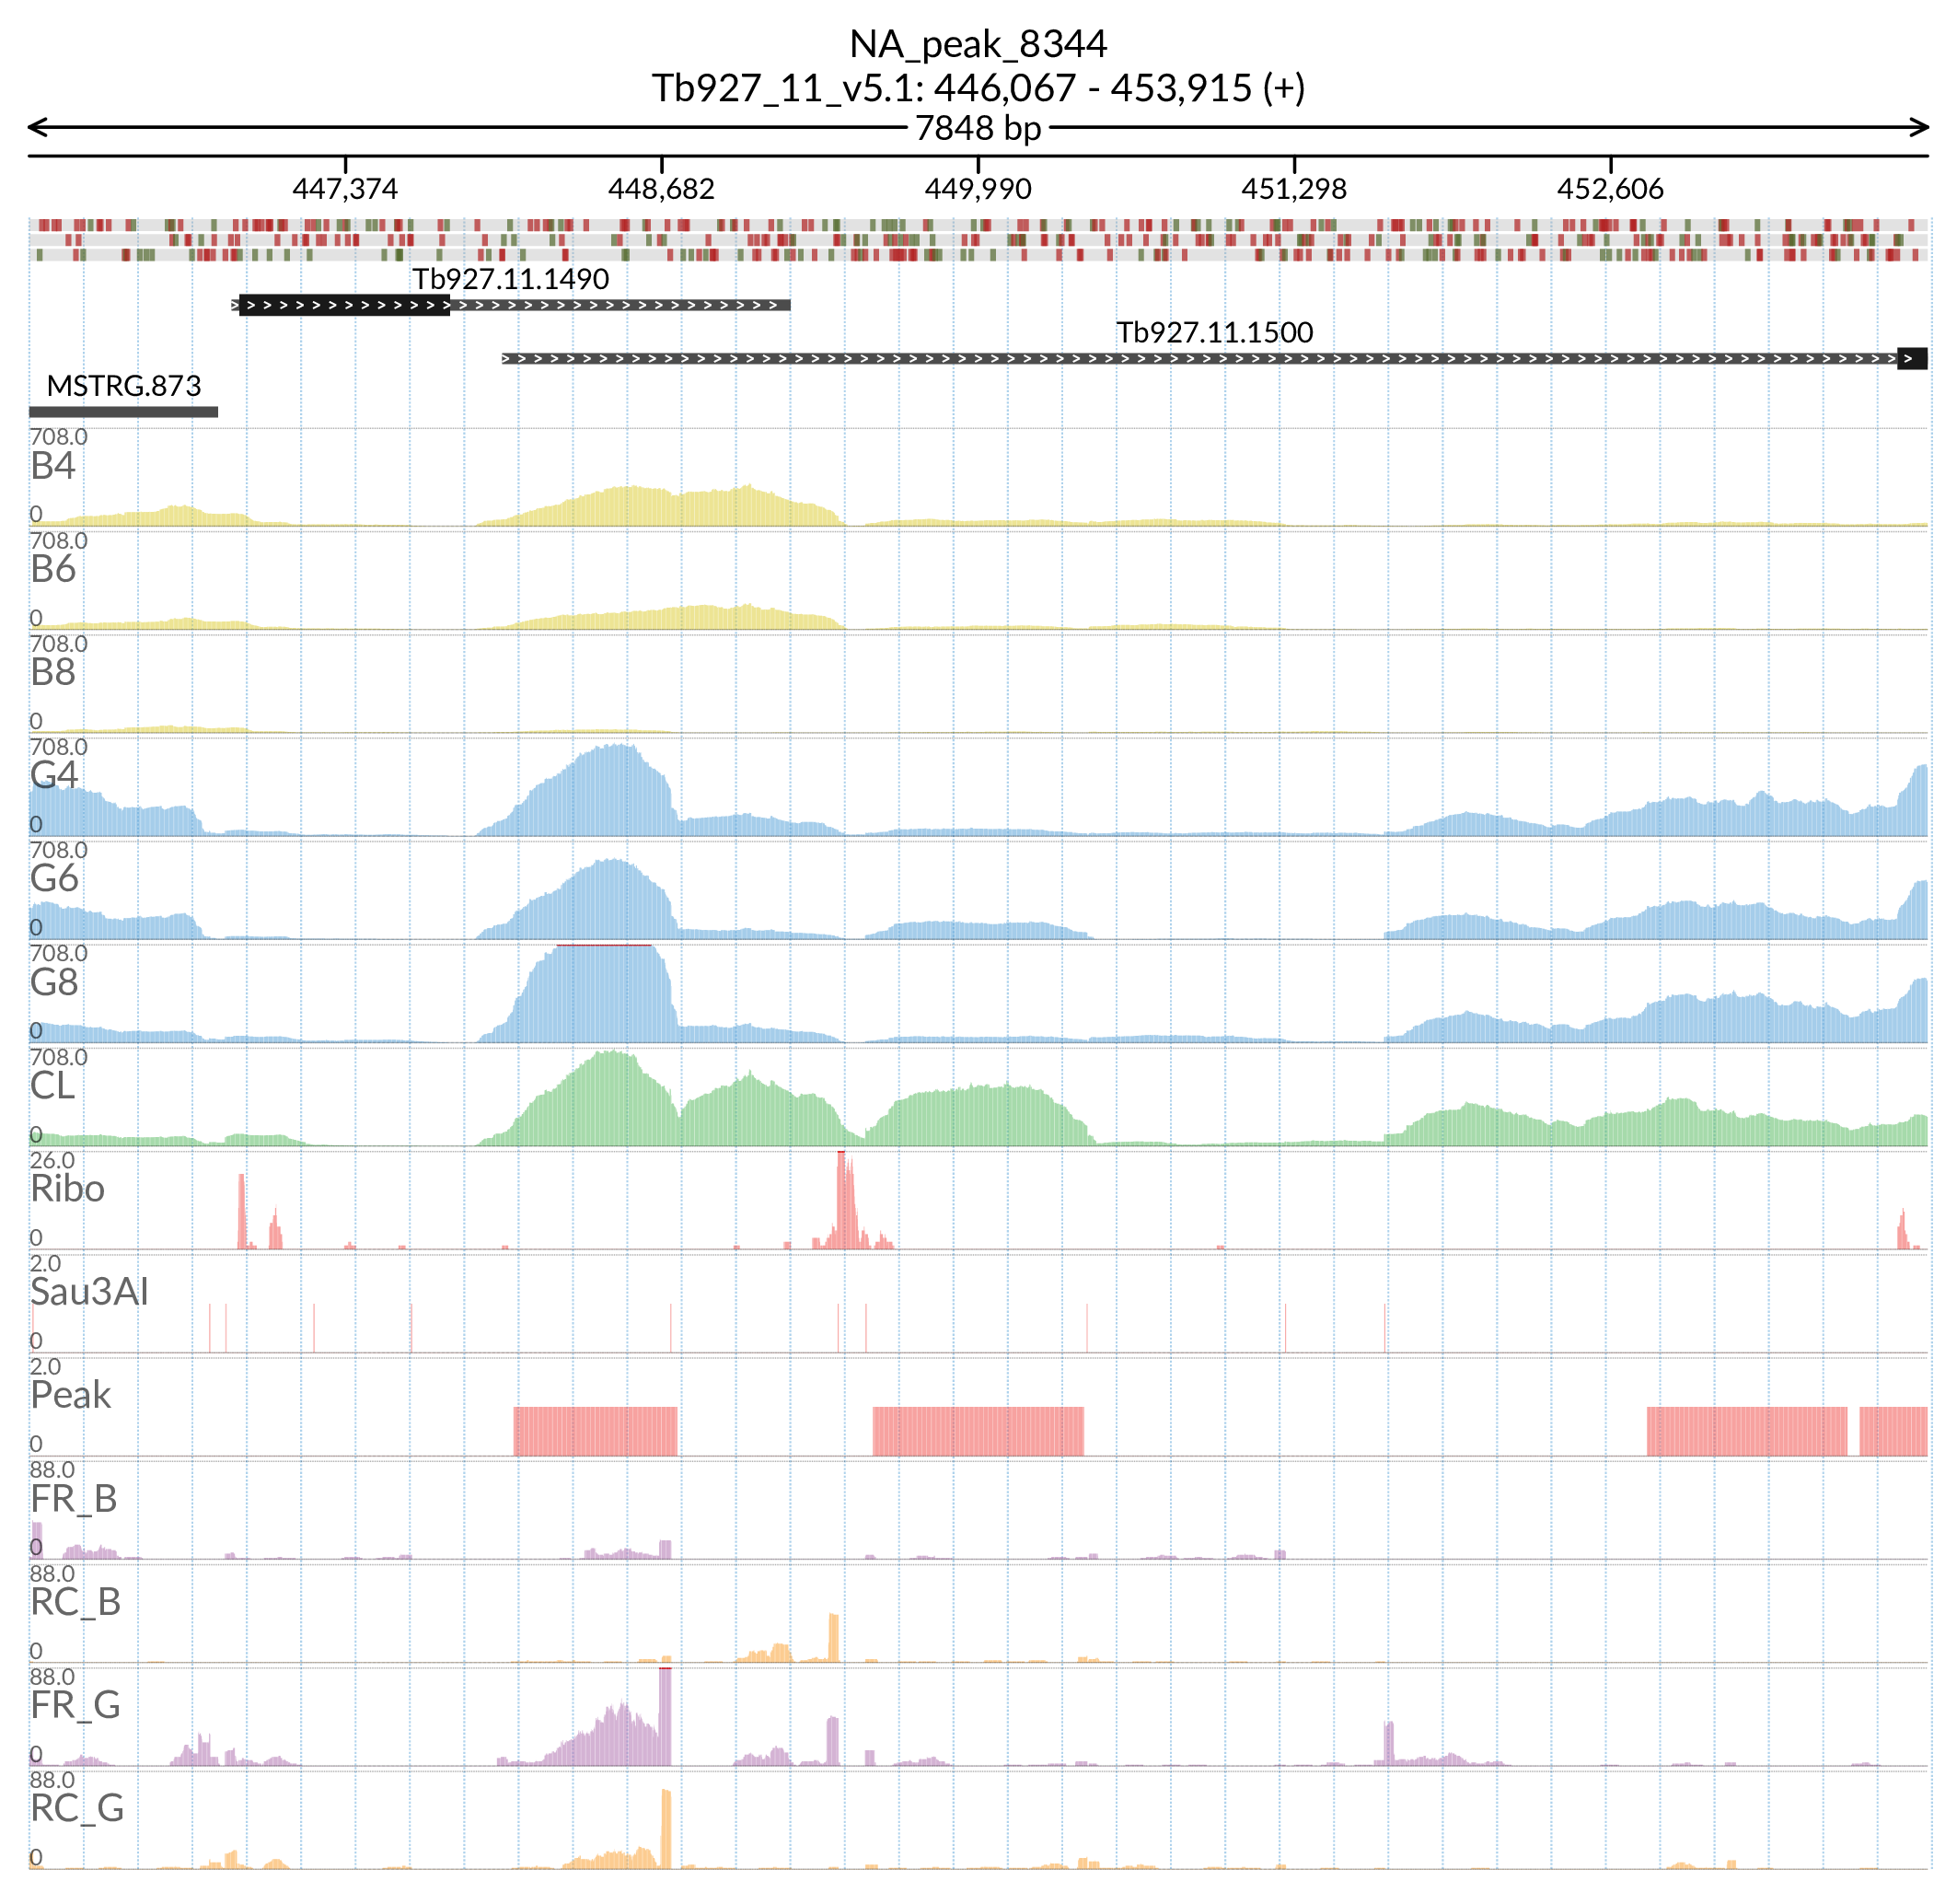 NA_peak_8344
Tb927_11_v5.1: 446,067 - 453,915 (+)
7848 bp
447,374 448,682 449,990 451,298 452,606
Tb927.11.1490
Tb927.11.1500
MSTRG.873
708.0
B4
0
708.0
B6
0
708.0
B8
0
708.0
G4
0
708.0
G6
0
708.0
G8
0
708.0
CL
0
26.0
Ribo
0
2.0
Sau3AI
0
2.0
Peak
0
88.0
FR_B
0
88.0
RC_B
0
88.0
FR_G
0
88.0
RC_G
0